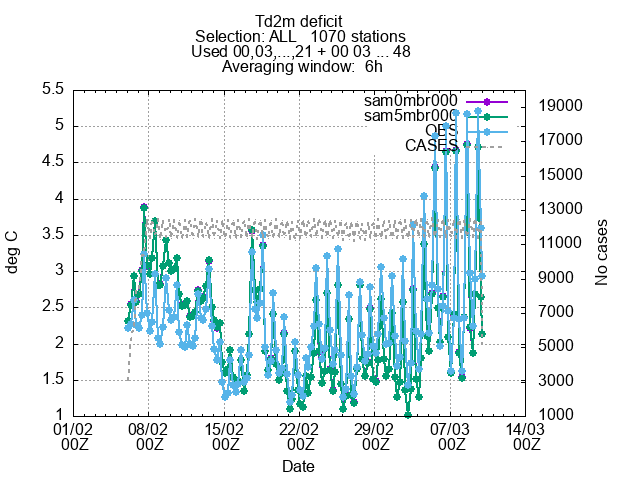 Td2m deficit
Selection: ALL   1070 stations
Used 00,03,...,21 + 00 03 ... 48
Averaging window:  6h
sam0mbr000
sam5mbr000
OBS
CASES
deg C
5.5
5
4.5
4
3.5
3
2.5
2
1.5
1
19000
17000
15000
13000
11000
9000
7000
5000
3000
1000
No cases
01/02 08/02 15/02 22/02 29/02 07/03 14/03
00Z 00Z 00Z 00Z 00Z 00Z 00Z
Date